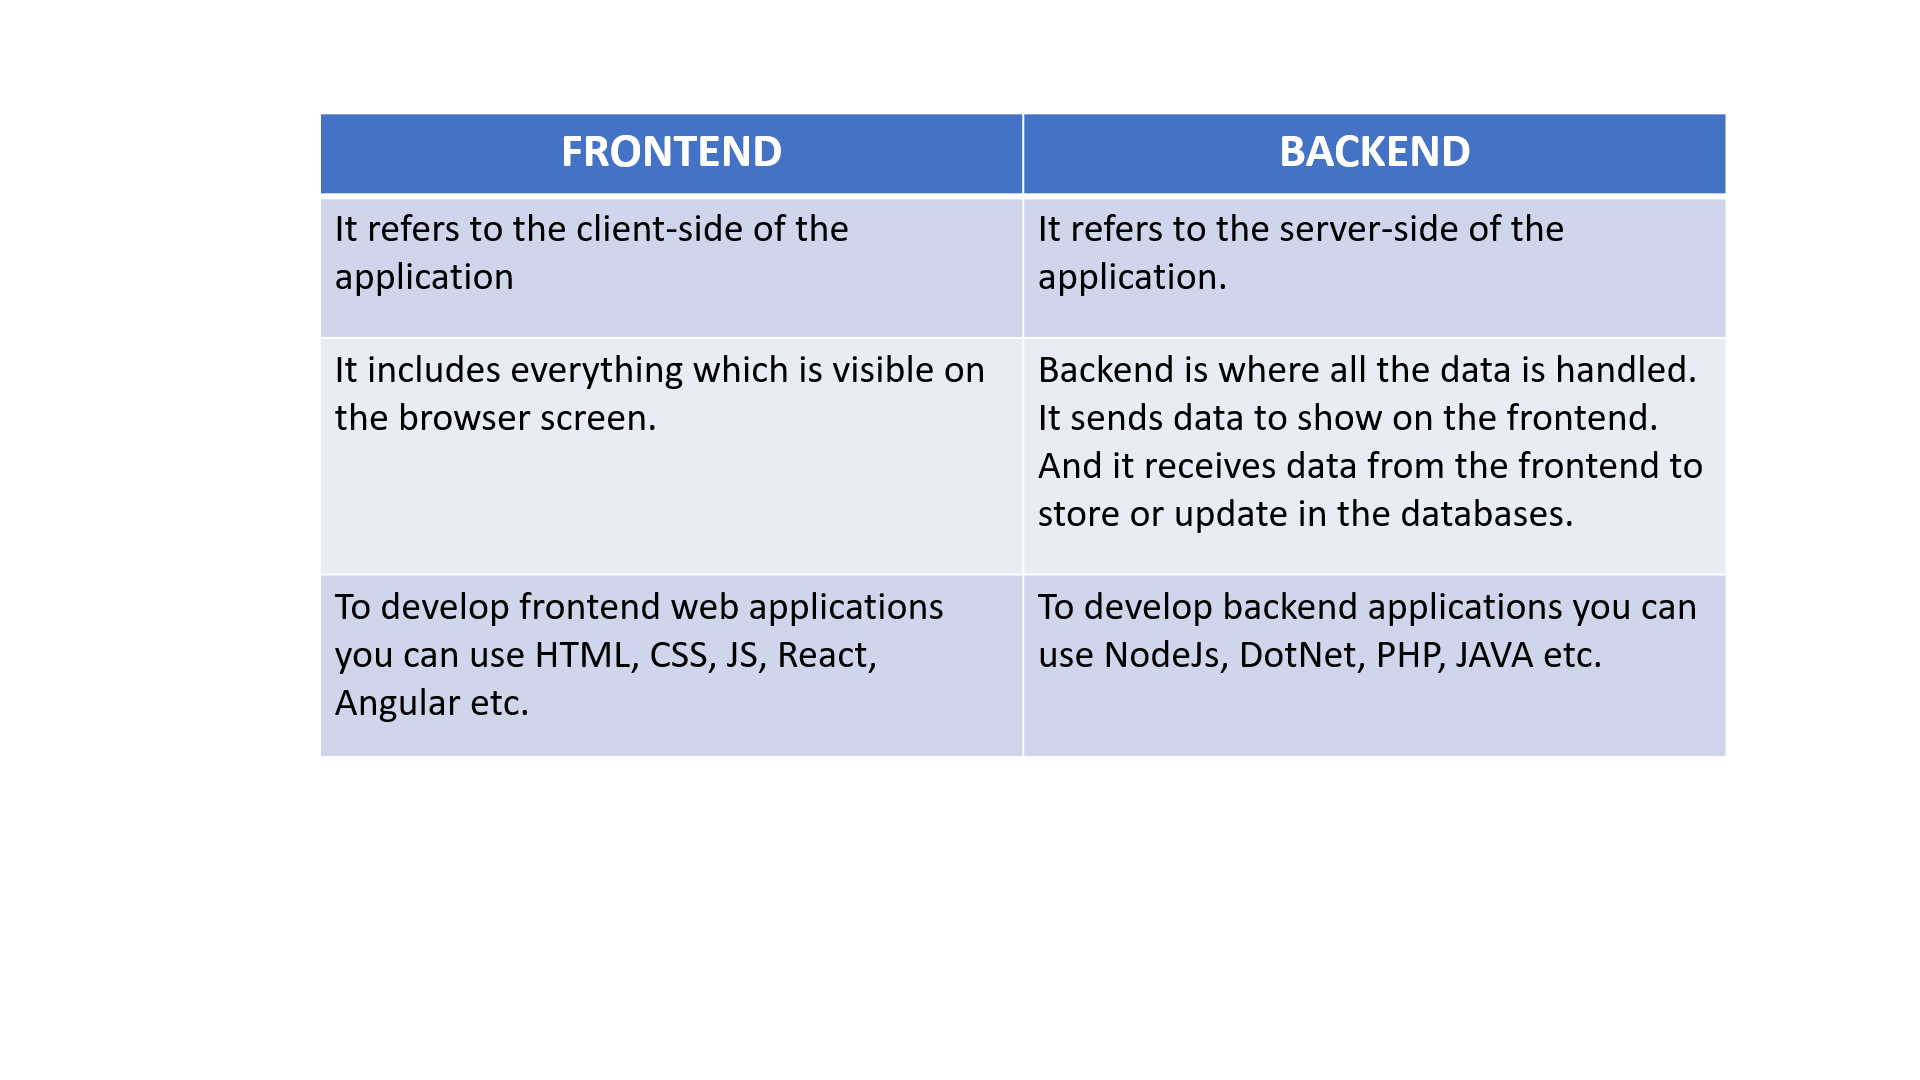 FRONTEND
BACKEND
It refers to the client-side of the
application
It refers to the server-side of the
application.
It includes everything which is visible on
the browser screen.
Backend is where all the data is handled.
It sends data to show on the frontend.
And it receives data from the frontend to
store or update in the databases.
To develop frontend web applications
you can use HTML, CSS, JS, React,
Angular etc.
To develop backend applications you can
use NodeJs, DotNet, PHP, JAVA etc.